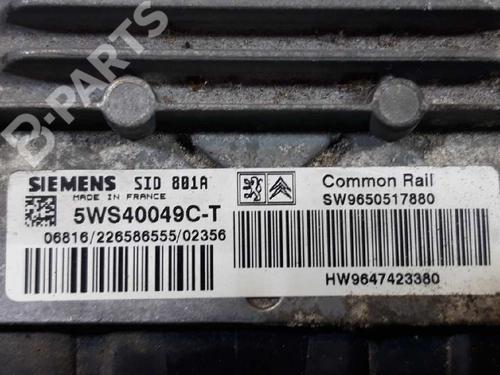 B-PARTS
SIEMENS SID 801A
MADE IN FRANCE
5WS40049C-T
06816/226586555/02356
Common Rail
SW9650517880
HW9647423380